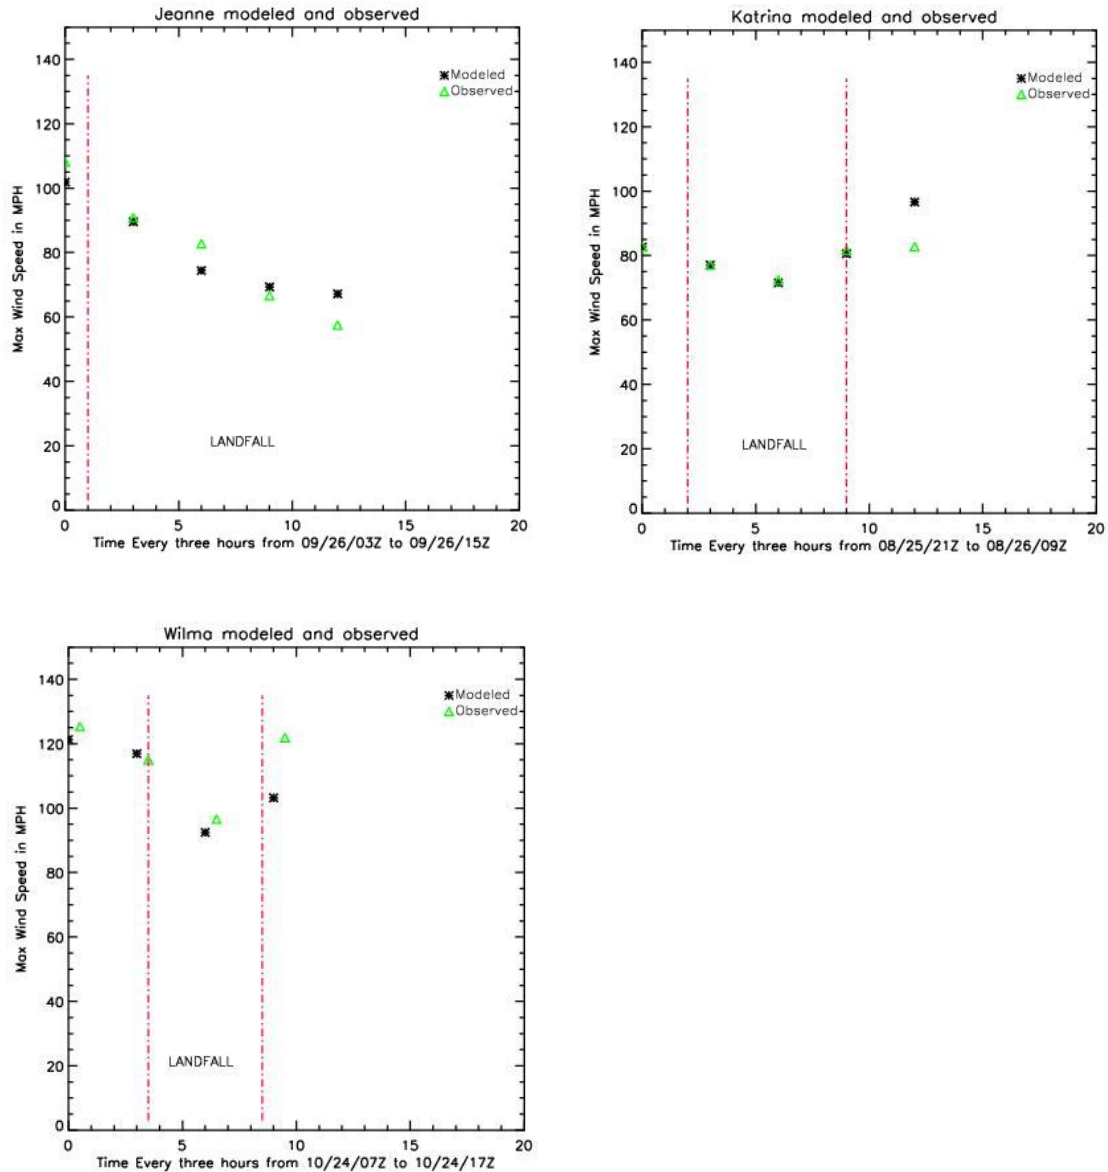 Jeanne modeled and observed
Modeled
Observed
140
120
100
80
60
40
20
0
Max Wind Speed in MPH
LANDFALL
0 5 10 15 20
Time Every three hours from 09/26/03Z to 09/26/15Z
Katrina modeled and observed
Modeled
Observed
140
120
100
80
60
40
20
0
Max Wind Speed in MPH
LANDFALL
0 5 10 15 20
Time Every three hours from 08/25/21Z to 08/26/09Z
Wilma modeled and observed
Modeled
Observed
140
120
100
80
60
40
20
0
Max Wind Speed in MPH
LANDFALL
0 5 10 15 20
Time Every three hours from 10/24/07Z to 10/24/17Z